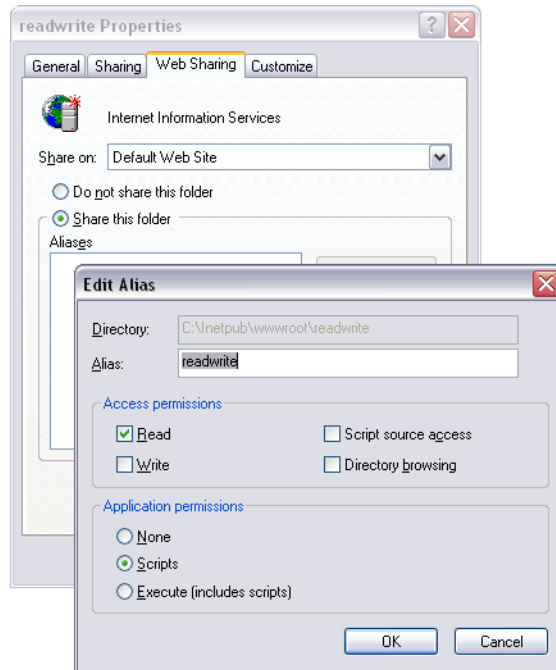 readwrite Properties
General Sharing Web Sharing Customize
Internet Information Services
Share on: Default Web Site
Do not share this folder
Share this folder
Aliases
Edit Alias
Directory: C:\Inetpub\wwwroot\readwrite
Alias: readwrite
Access permissions
Read Script source access
Write Directory browsing
Application permissions
None
Scripts
Execute (includes scripts)
OK Cancel